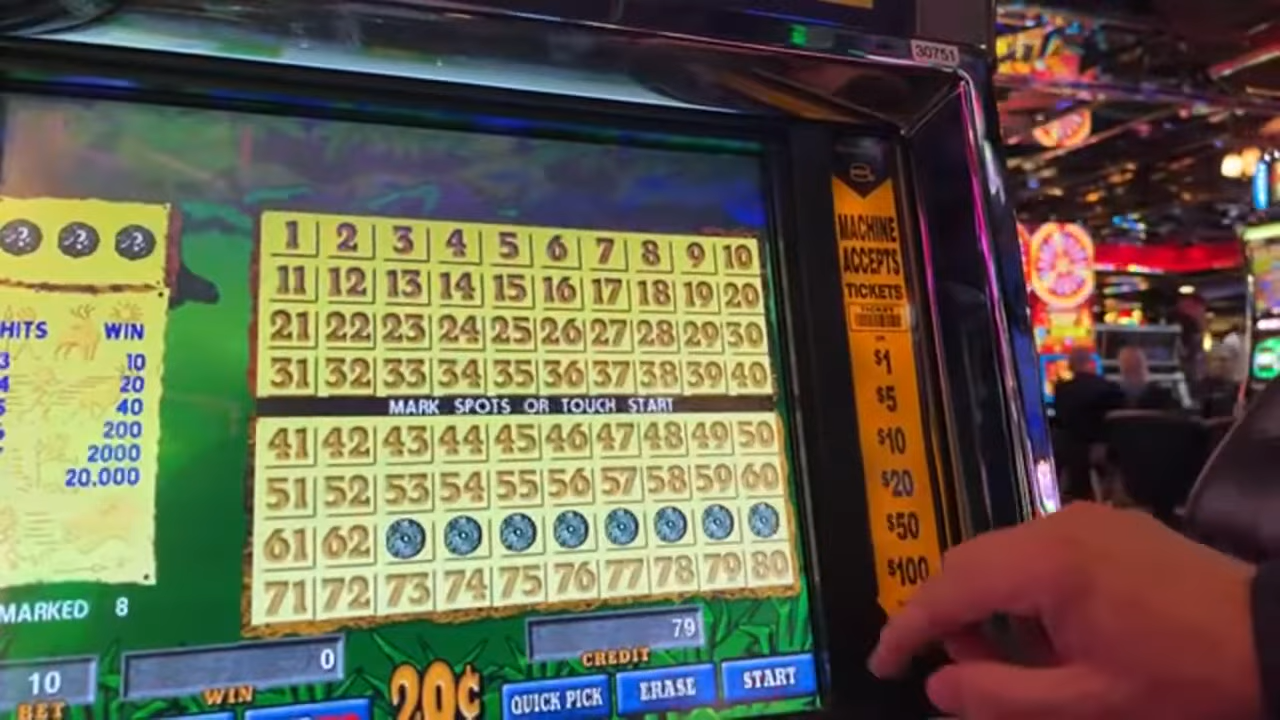 30751
? ? ?
1 2 3 4 5 6 7 8 9 10
11 12 13 14 15 16 17 18 19 20
21 22 23 24 25 26 27 28 29 30
31 32 33 34 35 36 37 38 39 40
MARK SPOTS OR TOUCH START
41 42 43 44 45 46 47 48 49 50
51 52 53 54 55 56 57 58 59 60
61 62
71 72 73 74 75 76 77 78 79 80
HITS WIN
3 10
4 20
40
200
2000
20,000
MARKED 8
10
BET
0
WIN
20¢
79
CREDIT
QUICK PICK
ERASE
START
MACHINE
ACCEPTS
TICKETS
TICKET
$1
$5
$10
$20
$50
$100